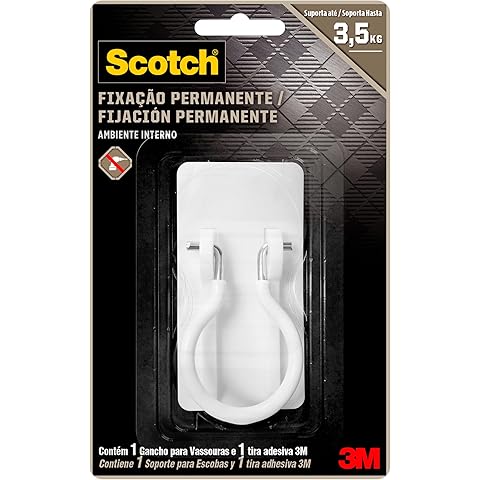 Suporta até / Soporta Hasta
3,5KG
Scotch
FIXAÇÃO PERMANENTE /
FIJACIÓN PERMANENTE
AMBIENTE INTERNO
Contém 1 Gancho para Vassouras e 1 tira adesiva 3M
Contiene 1 Soporte para Escobas y 1 tira adhesiva 3M
3M